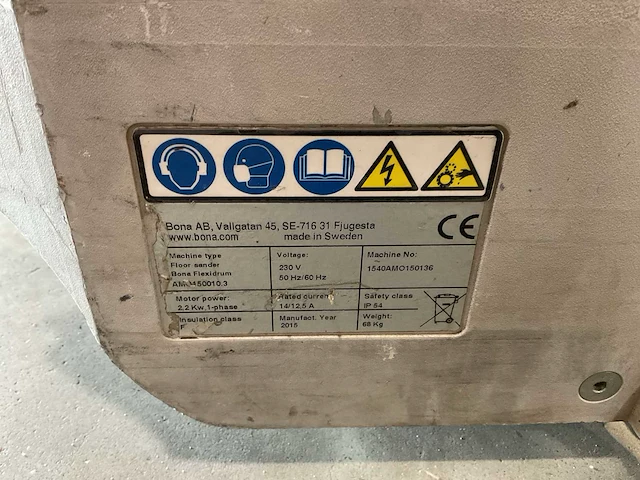 Bona AB, Vallgatan 45, SE-716 31 Fjugesta
www.bona.com made in Sweden
CE
Machine type
Floor sander
Bona Flexidrum
Voltage:
230 V
50 Hz/60 Hz
Machine No:
1540AMO150136
Motor power:
2,2 Kw,1-phase
Rated current
14/12,5 A
Safety class
IP 54
Insulation class
F
Manufact. Year
2015
Weight:
68 Kg